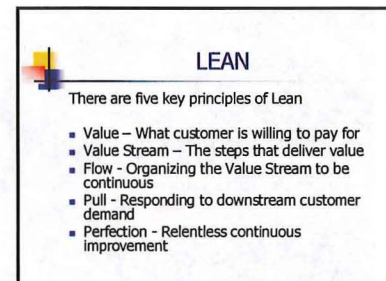 LEAN
There are five key principles of Lean
Value – What customer is willing to pay for
Value Stream – The steps that deliver value
Flow - Organizing the Value Stream to be
continuous
Pull - Responding to downstream customer
demand
Perfection - Relentless continuous
improvement